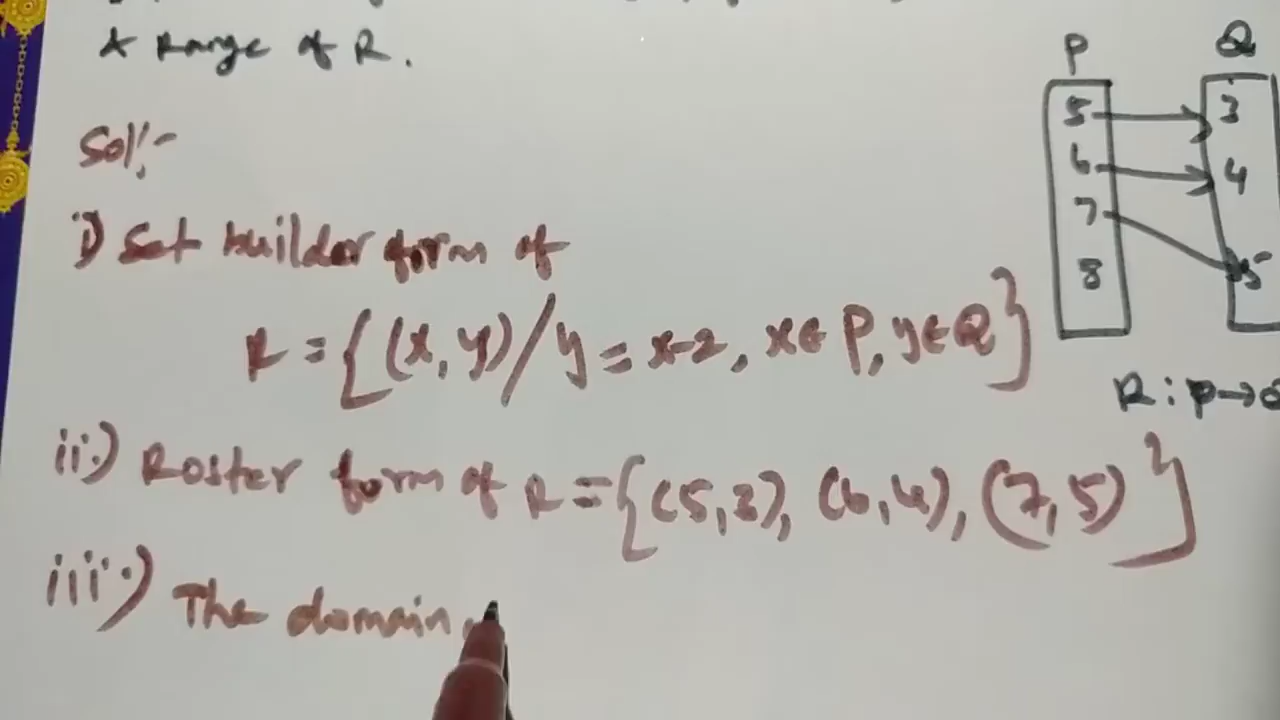 & Range of R.
Sol:-
i) Set builder form of
R = {(x, y) / y = x-2, x ∈ P, y ∈ Q}
ii.) Roster form of R = {(5,3), (6,4), (7,5)}
iii.) The domain
P Q
5 3
6 4
7 5
8
R : P →